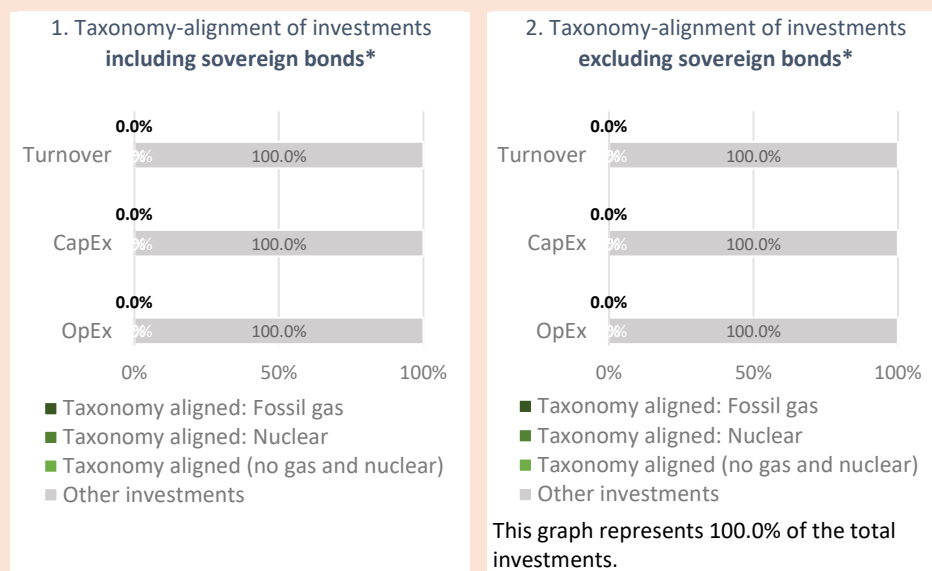 1. Taxonomy-alignment of investments
including sovereign bonds*
0.0%
Turnover
100.0%
0.0%
CapEx
100.0%
0.0%
OpEx
100.0%
0%
50%
100%
Taxonomy aligned: Fossil gas
Taxonomy aligned: Nuclear
Taxonomy aligned (no gas and nuclear)
Other investments
2. Taxonomy-alignment of investments
excluding sovereign bonds*
0.0%
Turnover
100.0%
0.0%
CapEx
100.0%
0.0%
OpEx
100.0%
0%
50%
100%
Taxonomy aligned: Fossil gas
Taxonomy aligned: Nuclear
Taxonomy aligned (no gas and nuclear)
Other investments
This graph represents 100.0% of the total
investments.